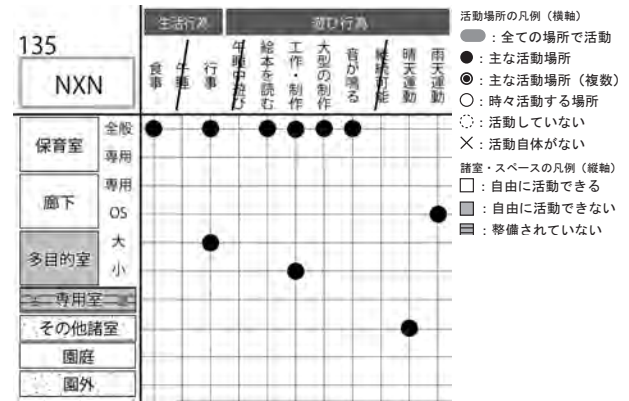 135
NXN
生活行為
遊び行為
食事
午睡
行事
午睡中遊び
絵本を読む
工作・制作
大型の制作
音が鳴る
継続可能
晴天運動
雨天運動
保育室
全般
専用
廊下
専用
OS
多目的室
大
小
専用室
その他諸室
園庭
園外
活動場所の凡例（横軸）
：全ての場所で活動
：主な活動場所
：主な活動場所（複数）
：時々活動する場所
：活動していない
：活動自体がない
諸室・スペースの凡例（縦軸）
：自由に活動できる
：自由に活動できない
：整備されていない